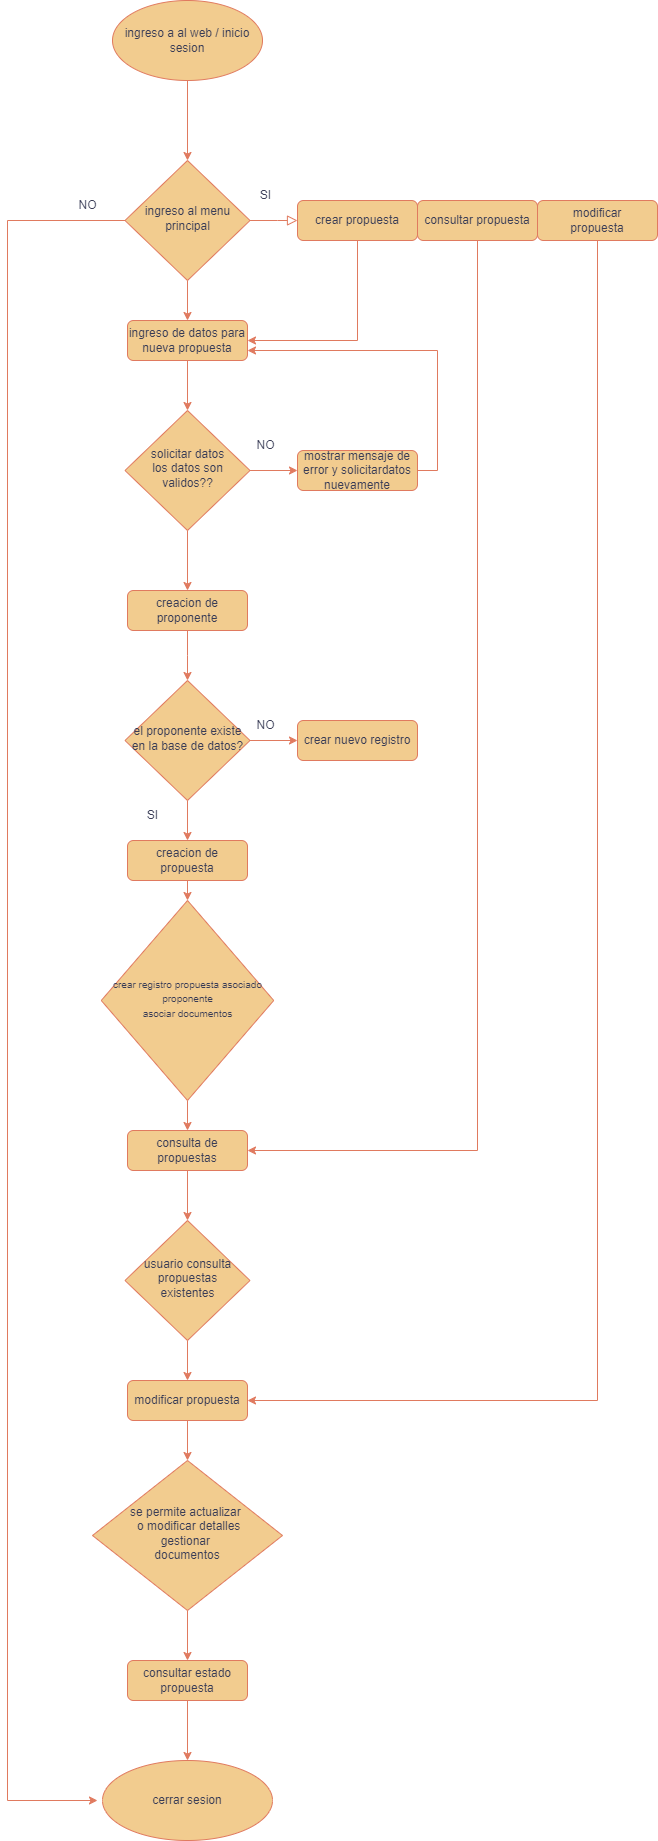 ingreso a al web / inicio
sesion
NO
SI
ingreso al menu
principal
crear propuesta
consultar propuesta
modificar
propuesta
ingreso de datos para
nueva propuesta
solicitar datos
los datos son
validos??
NO
mostrar mensaje de
error y solicitardatos
nuevamente
creacion de
proponente
el proponente existe
en la base de datos?
NO
crear nuevo registro
SI
creacion de
propuesta
crear registro propuesta asociado
proponente
asociar documentos
consulta de
propuestas
usuario consulta
propuestas
existentes
modificar propuesta
se permite actualizar
o modificar detalles
gestionar
documentos
consultar estado
propuesta
cerrar sesion